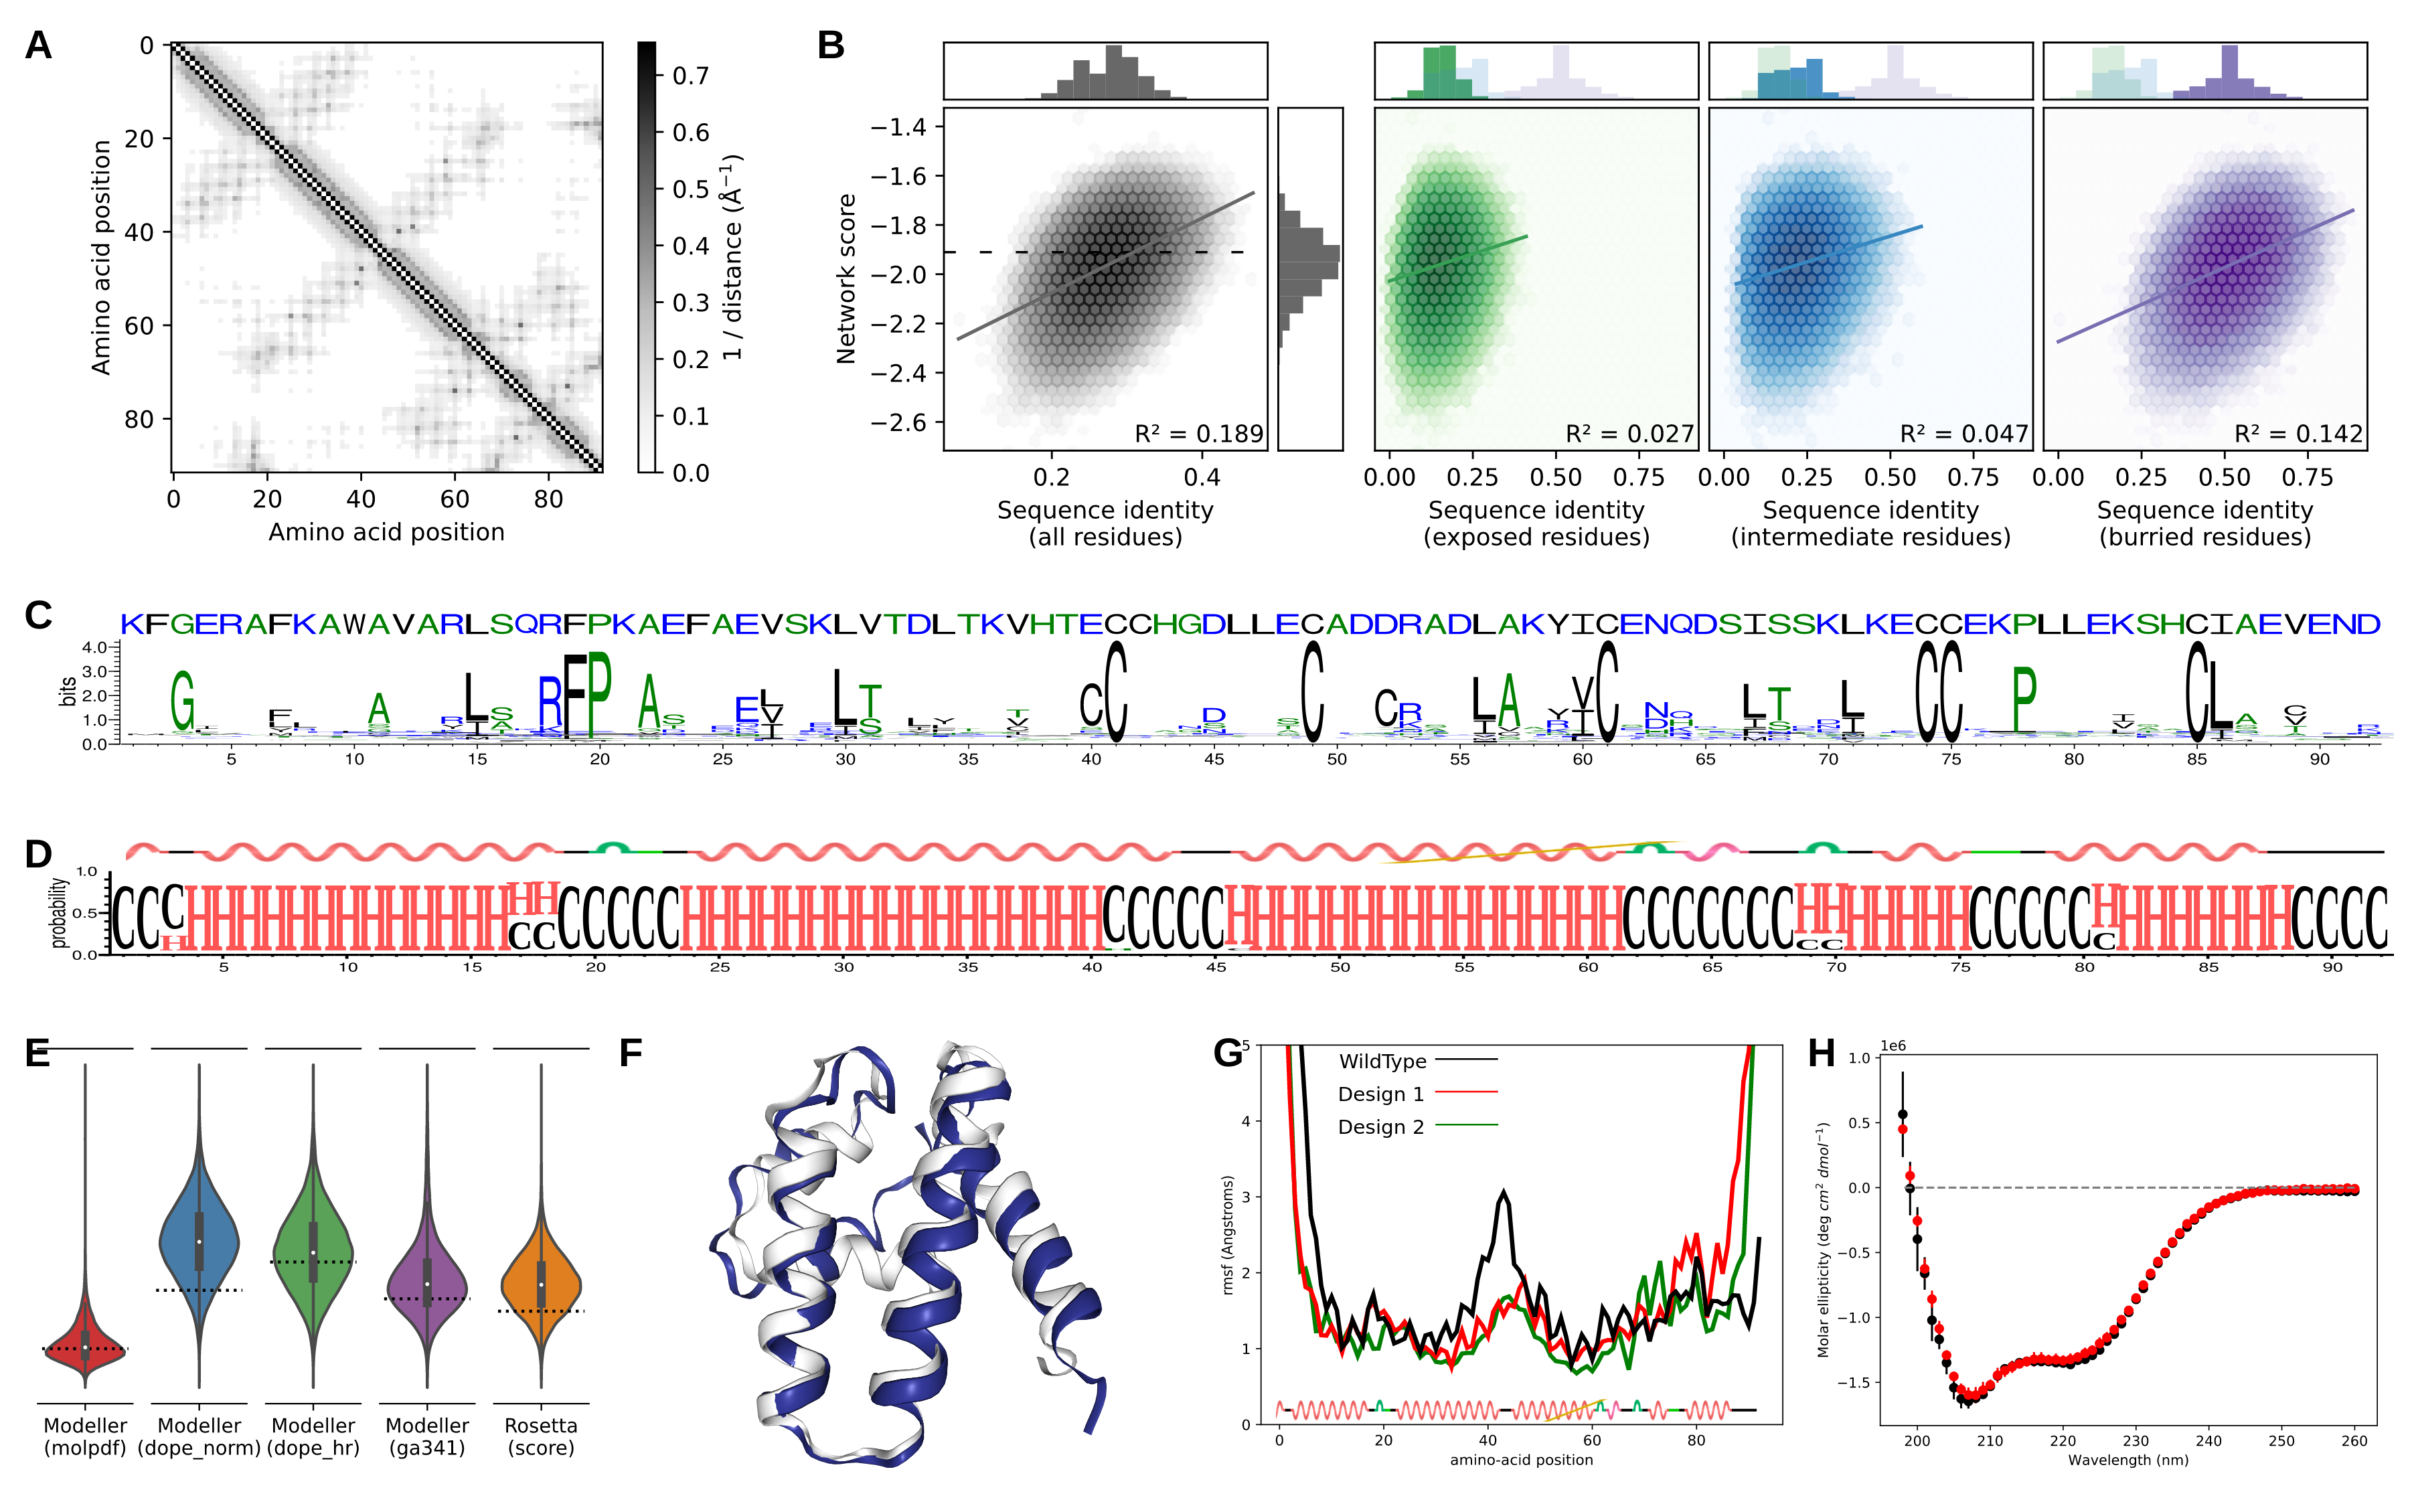 A
0
20
40
60
80
Amino acid position
0 20 40 60 80
Amino acid position
0.7
0.6
0.5
0.4
0.3
0.2
0.1
0.0
1 / distance (Å⁻¹)
B
−1.4
−1.6
−1.8
−2.0
−2.2
−2.4
−2.6
Network score
R² = 0.189
R² = 0.027
R² = 0.047
R² = 0.142
0.2 0.4
0.00 0.25 0.50 0.75
0.00 0.25 0.50 0.75
0.00 0.25 0.50 0.75
Sequence identity
(all residues)
Sequence identity
(exposed residues)
Sequence identity
(intermediate residues)
Sequence identity
(burried residues)
C
KFGERAFKAWAVARLSQRFPKAEFAEVSKLVTDLTKVHTECCHGDLLECADDRADLAKYICENQDSISSKLKECCEKPLLEKSHCIAEVEND
4.0
3.0
2.0
1.0
0.0
bits
5 10 15 20 25 30 35 40 45 50 55 60 65 70 75 80 85 90
D
1.0
0.5
0.0
probability
CCCHHHHHHHHHHHHHHHCCCCCHHHHHHHHHHHHHHHHHCCCCCHHHHHHHHHHHHHHHHCCCCCCCHHHHHHHCCCCCHHHHHHHHCCCC
5 10 15 20 25 30 35 40 45 50 55 60 65 70 75 80 85 90
E
Modeller
(molpdf)
Modeller
(dope_norm)
Modeller
(dope_hr)
Modeller
(ga341)
Rosetta
(score)
F
G
5
4
3
2
1
0
rmsf (Angstroms)
WildType
Design 1
Design 2
0 20 40 60 80
amino-acid position
H
1e6
1.0
0.5
0.0
−0.5
−1.0
−1.5
Molar ellipticity (deg cm² dmol⁻¹)
200 210 220 230 240 250 260
Wavelength (nm)